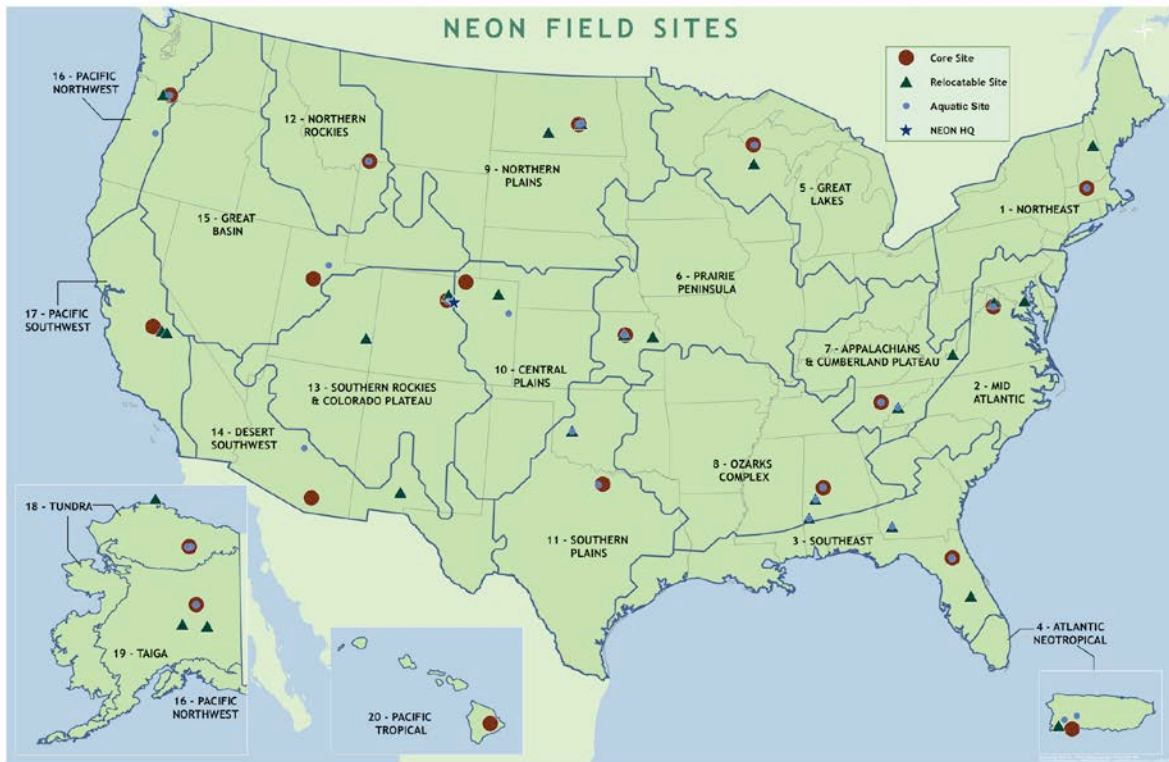 NEON FIELD SITES
Core Site
Relocatable Site
Aquatic Site
NEON HQ
16 - PACIFIC
NORTHWEST
12 - NORTHERN
ROCKIES
9 - NORTHERN
PLAINS
5 - GREAT
LAKES
1 - NORTHEAST
15 - GREAT
BASIN
6 - PRAIRIE
PENINSULA
17 - PACIFIC
SOUTHWEST
7 - APPALACHIANS
& CUMBERLAND PLATEAU
10 - CENTRAL
PLAINS
13 - SOUTHERN ROCKIES
& COLORADO PLATEAU
2 - MID
ATLANTIC
14 - DESERT
SOUTHWEST
8 - OZARKS
COMPLEX
18 - TUNDRA
11 - SOUTHERN
PLAINS
3 - SOUTHEAST
4 - ATLANTIC
NEOTROPICAL
19 - TAIGA
16 - PACIFIC
NORTHWEST
20 - PACIFIC
TROPICAL